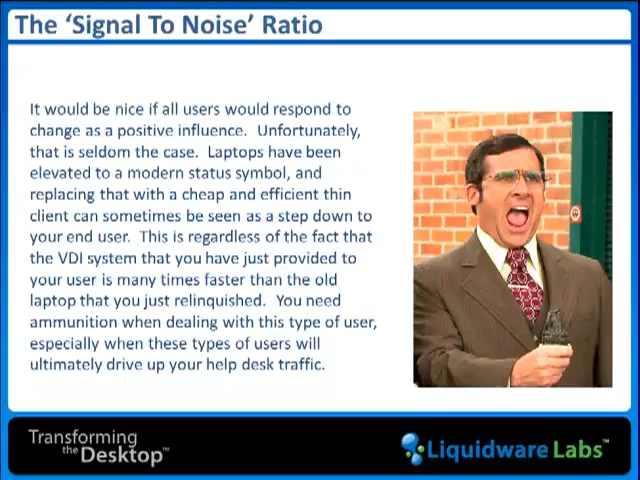 The ‘Signal To Noise’ Ratio
It would be nice if all users would respond to
change as a positive influence.  Unfortunately,
that is seldom the case.  Laptops have been
elevated to a modern status symbol, and
replacing that with a cheap and efficient thin
client can sometimes be seen as a step down to
your end user.  This is regardless of the fact that
the VDI system that you have just provided to
your user is many times faster than the old
laptop that you just relinquished.  You need
ammunition when dealing with this type of user,
especially when these types of users will
ultimately drive up your help desk traffic.
Transforming
the Desktop™
Liquidware Labs™